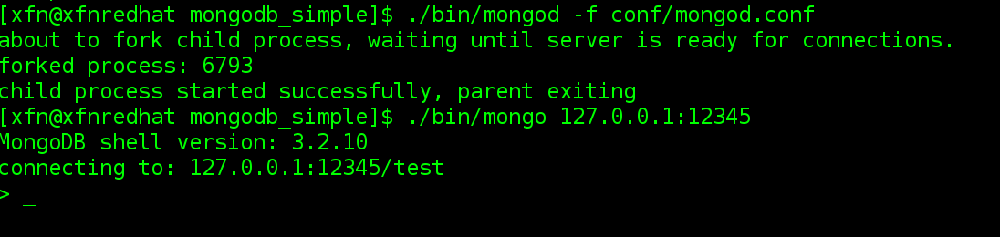 [xfn@xfnredhat mongodb_simple]$ ./bin/mongod -f conf/mongod.conf
about to fork child process, waiting until server is ready for connections.
forked process: 6793
child process started successfully, parent exiting
[xfn@xfnredhat mongodb_simple]$ ./bin/mongo 127.0.0.1:12345
MongoDB shell version: 3.2.10
connecting to: 127.0.0.1:12345/test
> _